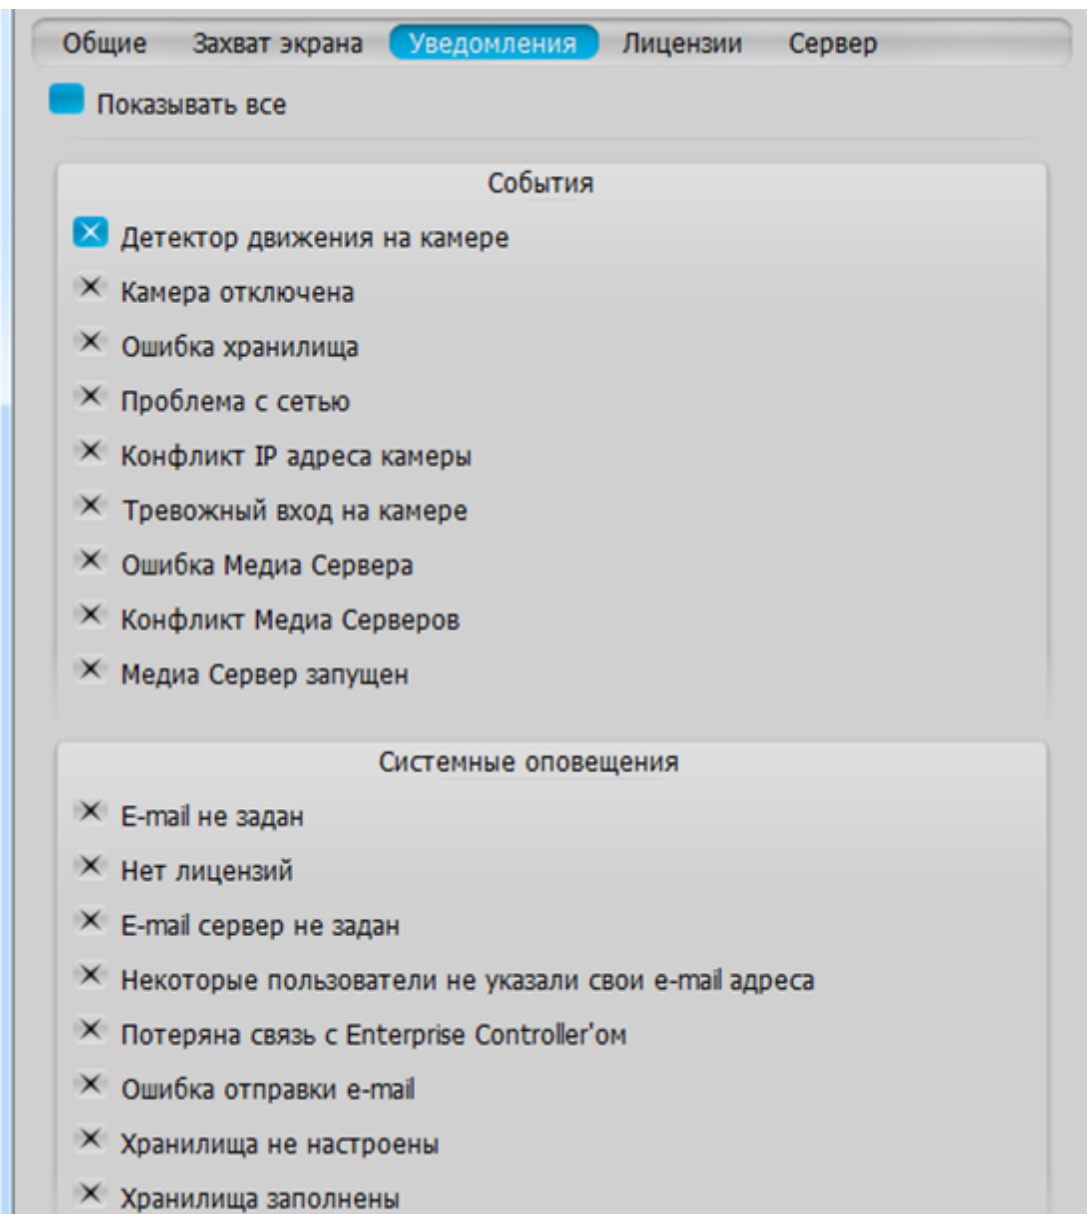 Общие Захват экрана Уведомления Лицензии Сервер
Показывать все
События
Детектор движения на камере
Камера отключена
Ошибка хранилища
Проблема с сетью
Конфликт IP адреса камеры
Тревожный вход на камере
Ошибка Медиа Сервера
Конфликт Медиа Серверов
Медиа Сервер запущен
Системные оповещения
E-mail не задан
Нет лицензий
E-mail сервер не задан
Некоторые пользователи не указали свои e-mail адреса
Потеряна связь с Enterprise Controller'ом
Ошибка отправки e-mail
Хранилища не настроены
Хранилища заполнены